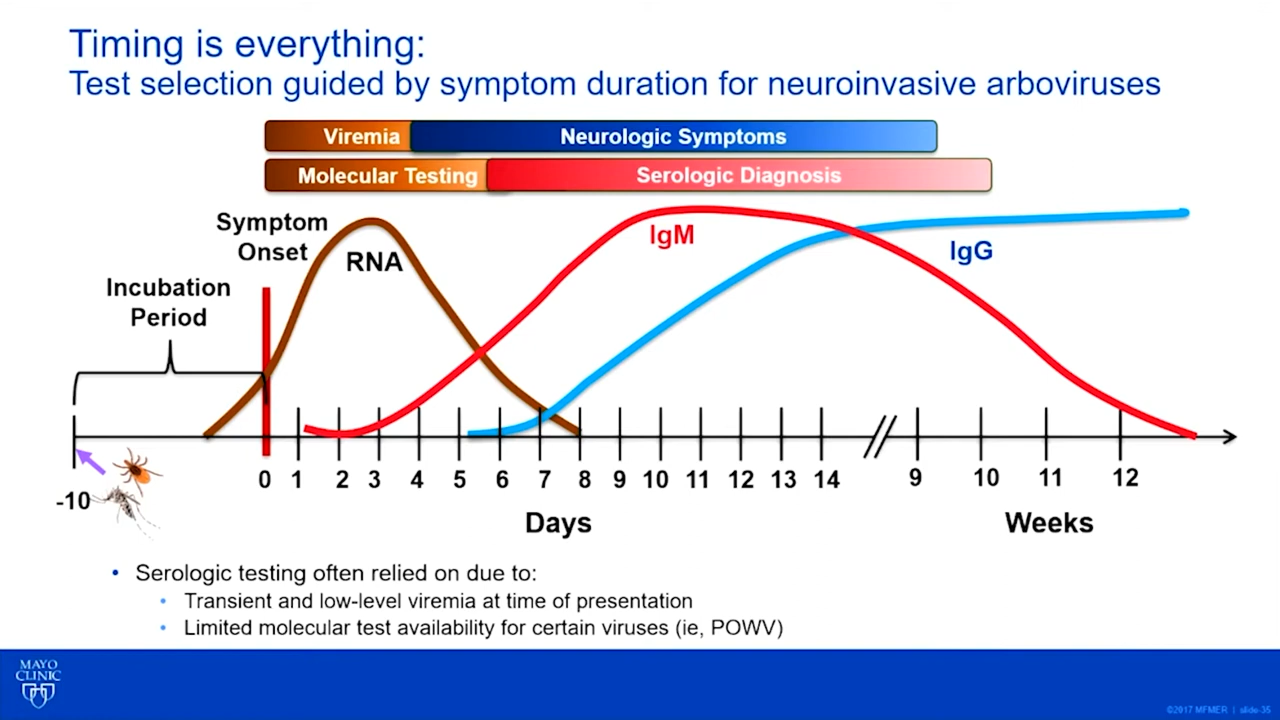 Timing is everything:
Test selection guided by symptom duration for neuroinvasive arboviruses
Viremia
Neurologic Symptoms
Molecular Testing
Serologic Diagnosis
Symptom
Onset
RNA
IgM
IgG
Incubation
Period
-10
0 1 2 3 4 5 6 7 8 9 10 11 12 13 14 9 10 11 12
Days
Weeks
• Serologic testing often relied on due to:
• Transient and low-level viremia at time of presentation
• Limited molecular test availability for certain viruses (ie, POWV)
MAYO
CLINIC
©2017 MFMER | slide-35